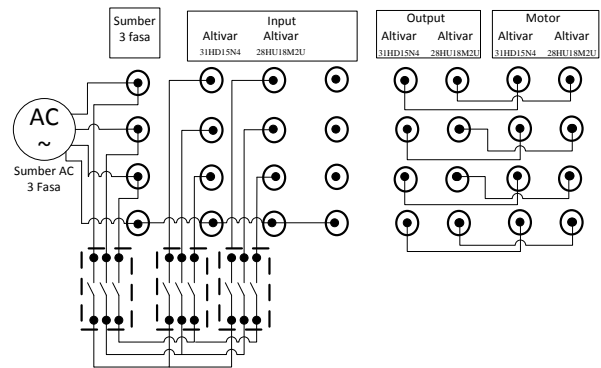 Sumber
3 fasa
Input
Altivar Altivar
31HD15N4 28HU18M2U
Output
Altivar Altivar
31HD15N4 28HU18M2U
Motor
Altivar Altivar
31HD15N4 28HU18M2U
AC
~
Sumber AC
3 Fasa